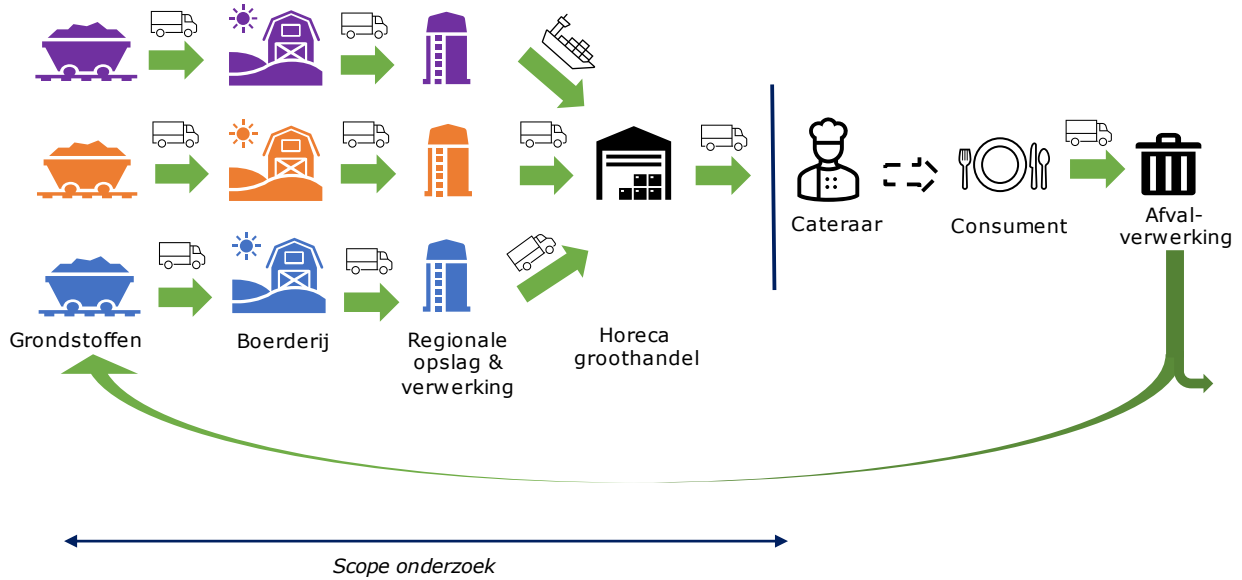 Cateraar
Consument
Afval-
verwerking
Grondstoffen
Boerderij
Regionale
opslag &
verwerking
Horeca
groothandel
Scope onderzoek